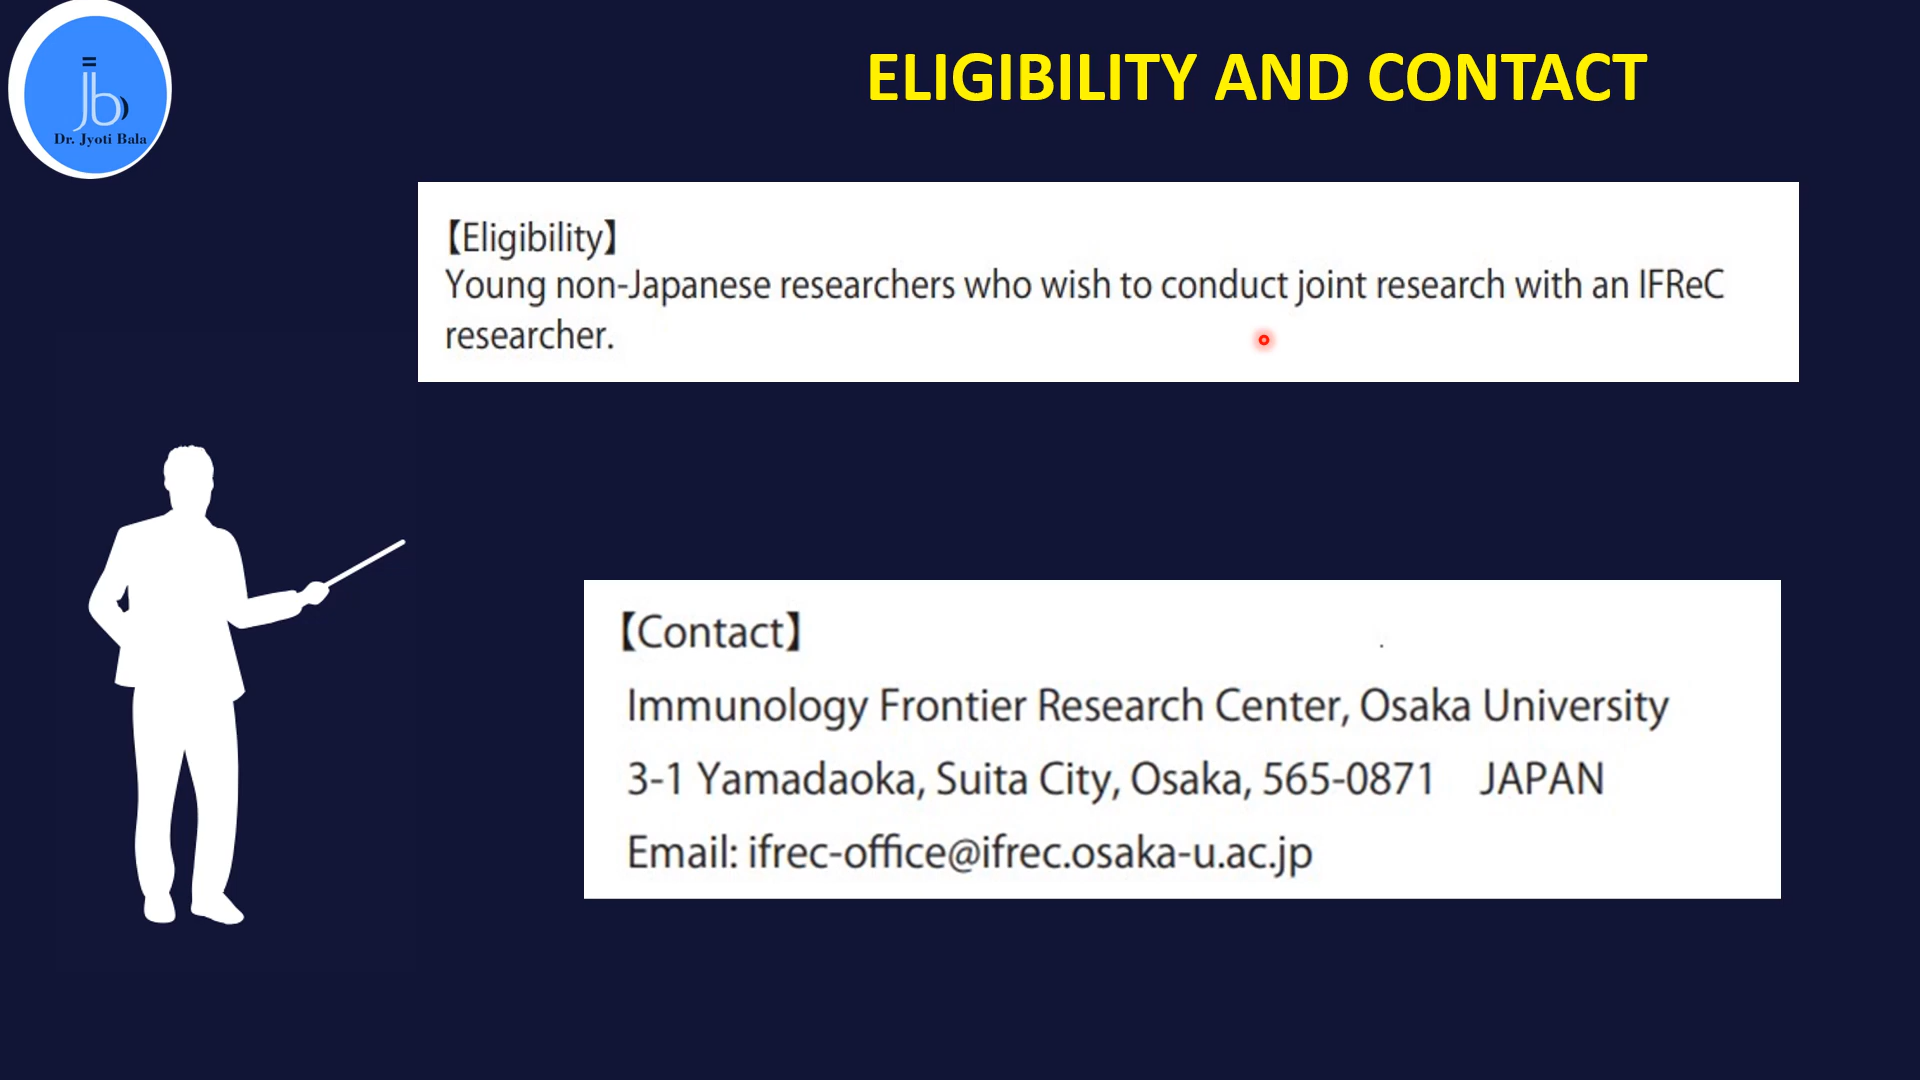 Dr. Jyoti Bala
ELIGIBILITY AND CONTACT
【Eligibility】
Young non-Japanese researchers who wish to conduct joint research with an IFReC
researcher.
【Contact】
Immunology Frontier Research Center, Osaka University
3-1 Yamadaoka, Suita City, Osaka, 565-0871 JAPAN
Email: ifrec-office@ifrec.osaka-u.ac.jp